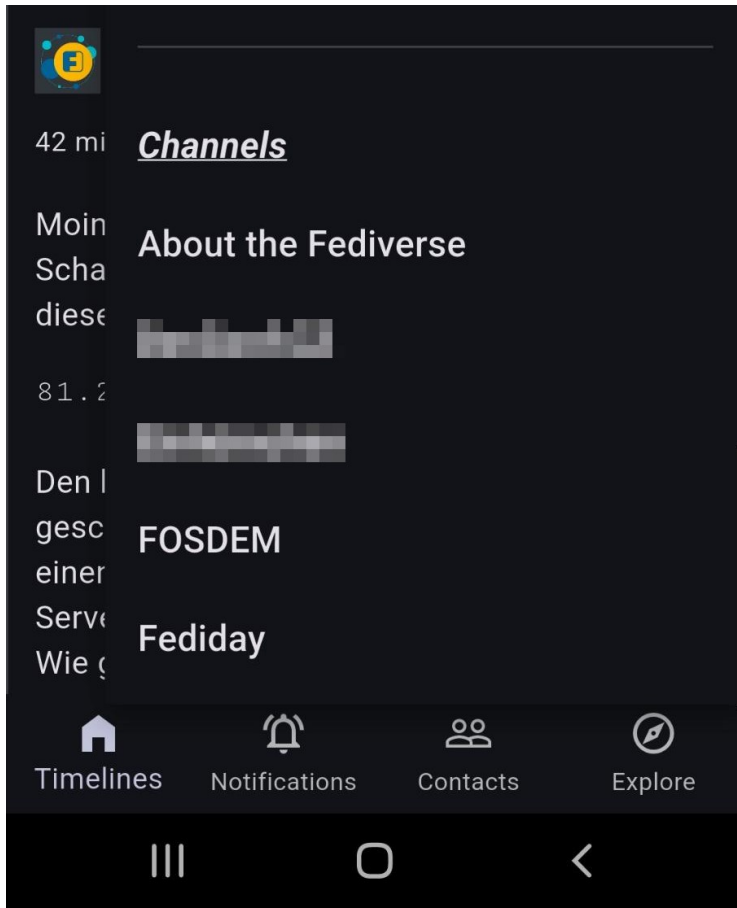 42 mi
Moin
Scha
diese
81.2
Den l
gesc
einer
Serve
Wie g
Channels
About the Fediverse
FOSDEM
Fediday
Timelines
Notifications
Contacts
Explore